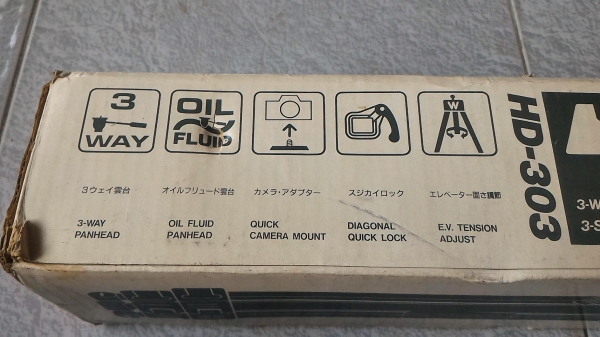 3
WAY
OIL
FLUID
W
3ウェイ雲台
オイルフリュード雲台
カメラ・アダプター
スジカイロック
エレベーター重さ調節
3-WAY
PANHEAD
OIL FLUID
PANHEAD
QUICK
CAMERA MOUNT
DIAGONAL
QUICK LOCK
E.V. TENSION
ADJUST
HD-303
3-W
3-S